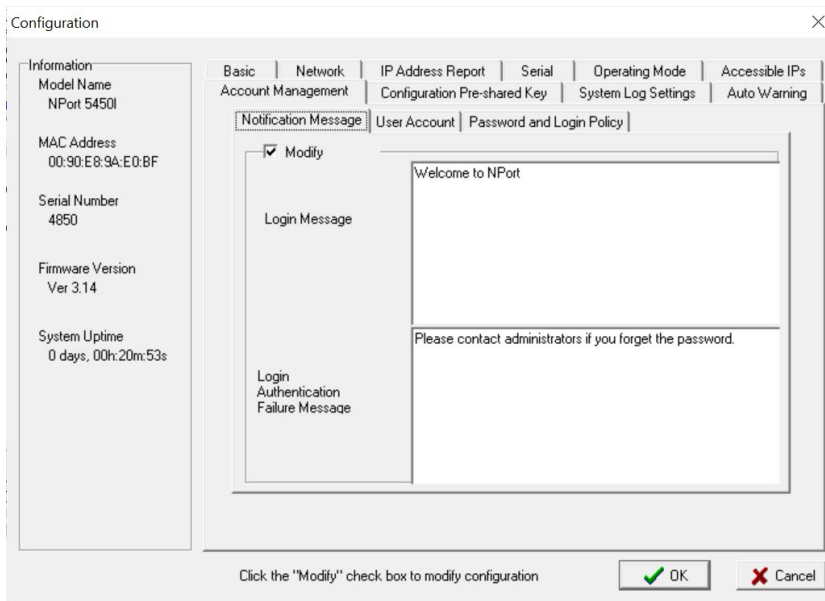 Configuration
Information
Model Name
NPort 5450I
MAC Address
00:90:E8:9A:E0:BF
Serial Number
4850
Firmware Version
Ver 3.14
System Uptime
0 days, 00h:20m:53s
Basic Network IP Address Report Serial Operating Mode Accessible IPs
Account Management Configuration Pre-shared Key System Log Settings Auto Warning
Notification Message User Account Password and Login Policy
Modify
Login Message
Welcome to NPort
Login
Authentication
Failure Message
Please contact administrators if you forget the password.
Click the "Modify" check box to modify configuration
OK
Cancel